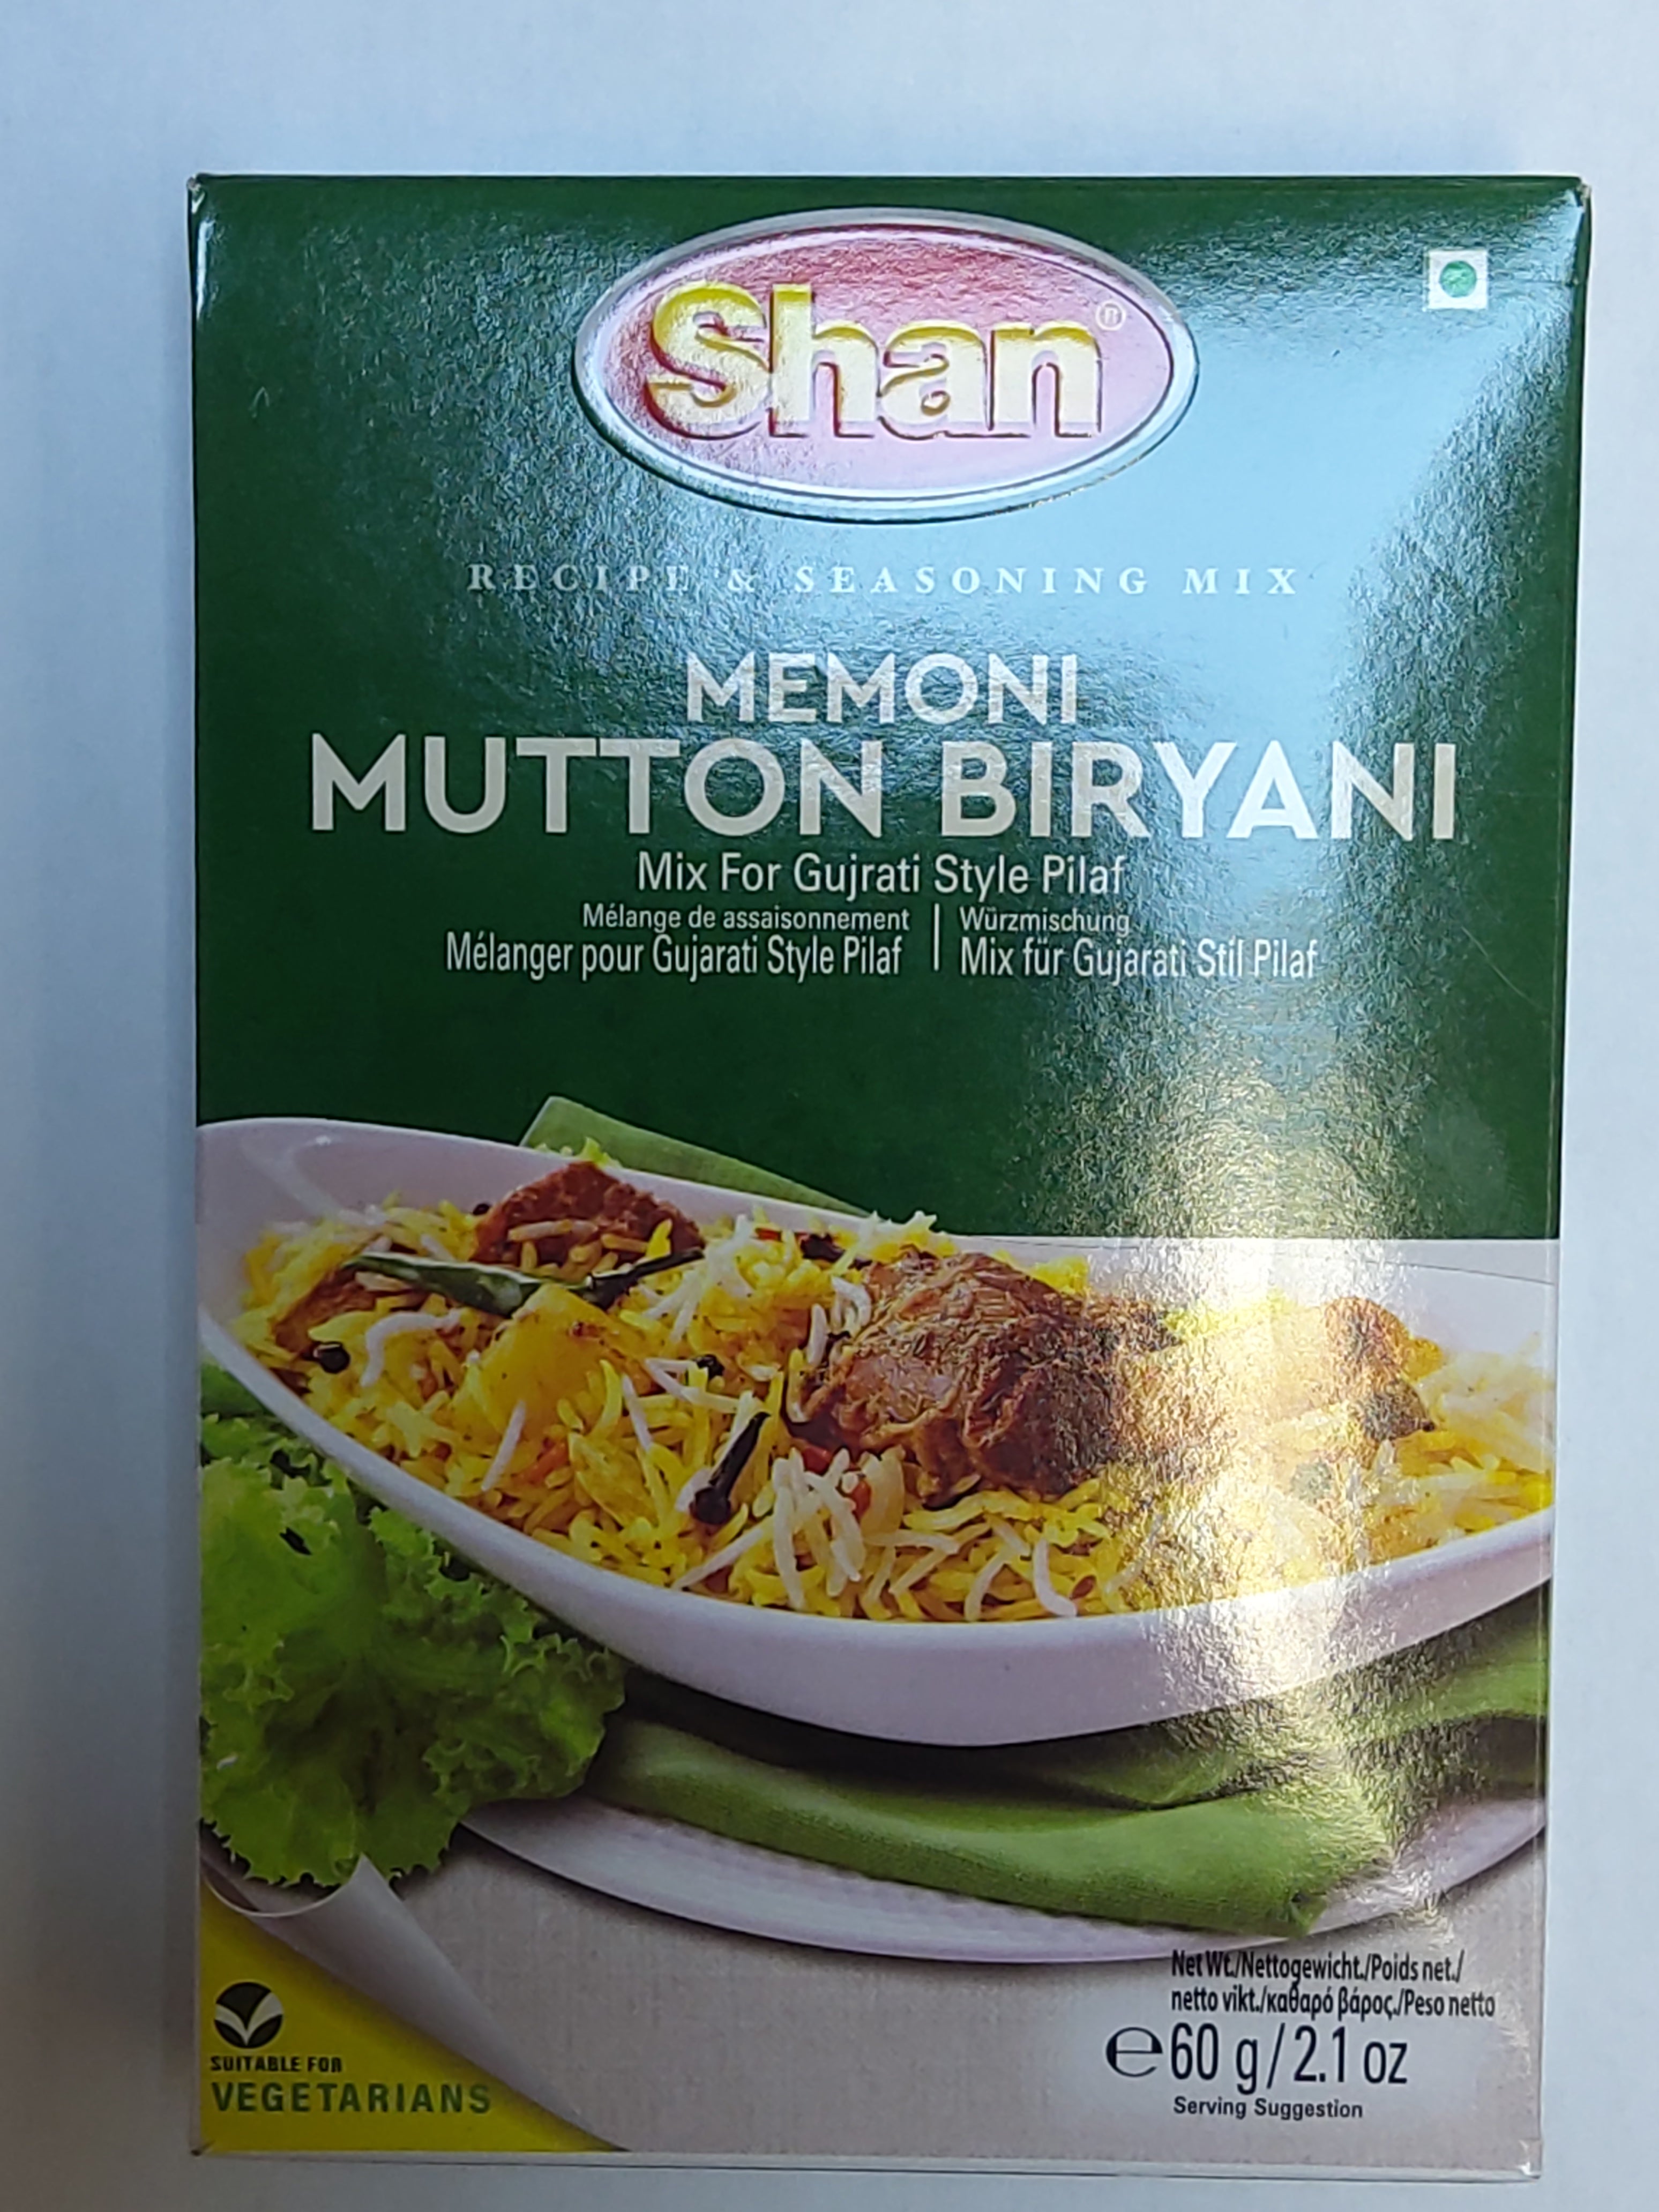 Shan®
RECIPE & SEASONING MIX
MEMONI
MUTTON BIRYANI
Mix For Gujrati Style Pilaf
Mélange de assaisonnement
Mélanger pour Gujarati Style Pilaf
Würzmischung
Mix für Gujarati Stil Pilaf
Net Wt./Nettogewicht./Poids net./
netto vikt./καθαρό βάρος./Peso netto
℮60 g/2.1 oz
Serving Suggestion
SUITABLE FOR
VEGETARIANS